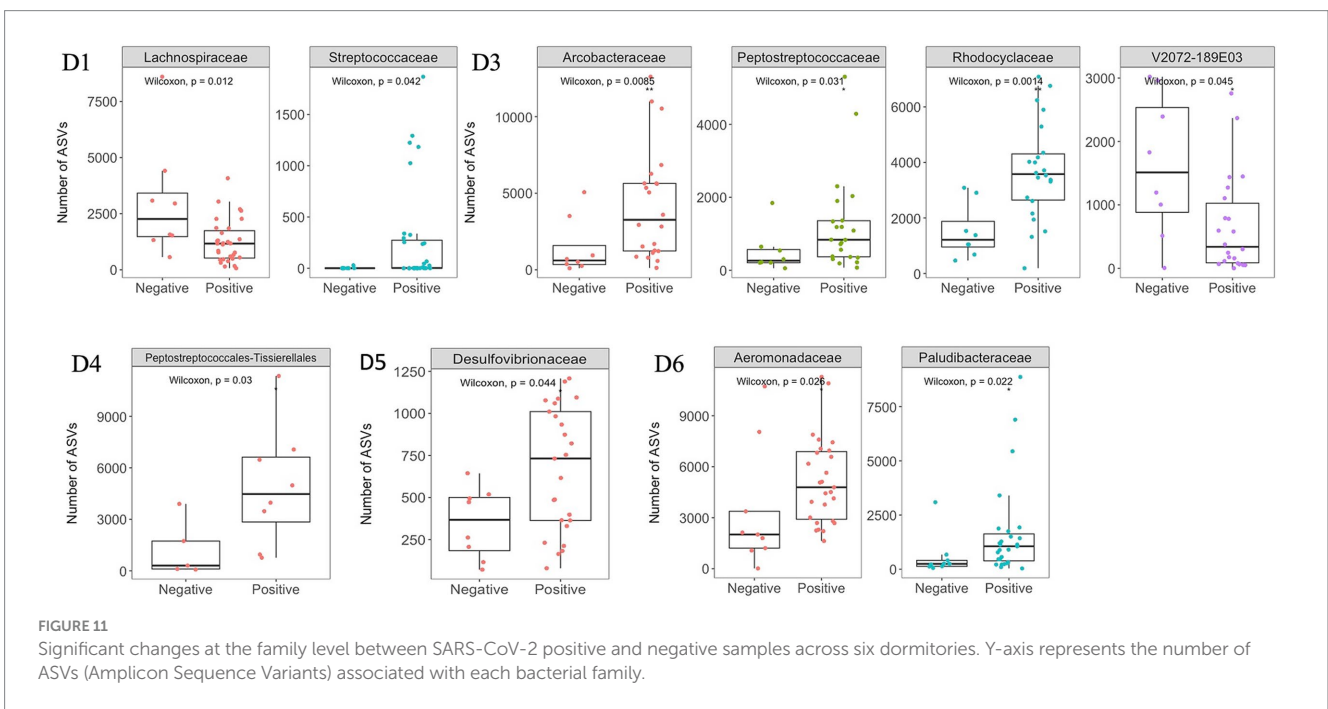 D1
Lachnospiraceae
Streptococcaceae
D3
Arcobacteraceae
Peptostreptococcaceae
Rhodocyclaceae
V2072-189E03
Wilcoxon, p = 0.012
Wilcoxon, p = 0.042
Wilcoxon, p = 0.0085
**
Wilcoxon, p = 0.031
*
Wilcoxon, p = 0.0014
**
Wilcoxon, p = 0.045
*
Number of ASVs
7500
5000
2500
0
1500
1000
500
0
10000
5000
0
4000
2000
0
6000
4000
2000
0
3000
2000
1000
0
Negative Positive
Negative Positive
Negative Positive
Negative Positive
Negative Positive
Negative Positive
D4
Peptostreptococcales-Tissierellales
D5
Desulfovibrionaceae
D6
Aeromonadaceae
Paludibacteraceae
Wilcoxon, p = 0.03
*
Wilcoxon, p = 0.044
*
Wilcoxon, p = 0.026
*
Wilcoxon, p = 0.022
*
Number of ASVs
9000
6000
3000
0
Number of ASVs
1250
1000
750
500
250
Number of ASVs
9000
6000
3000
0
7500
5000
2500
0
Negative Positive
Negative Positive
Negative Positive
Negative Positive
FIGURE 11
Significant changes at the family level between SARS-CoV-2 positive and negative samples across six dormitories. Y-axis represents the number of
ASVs (Amplicon Sequence Variants) associated with each bacterial family.